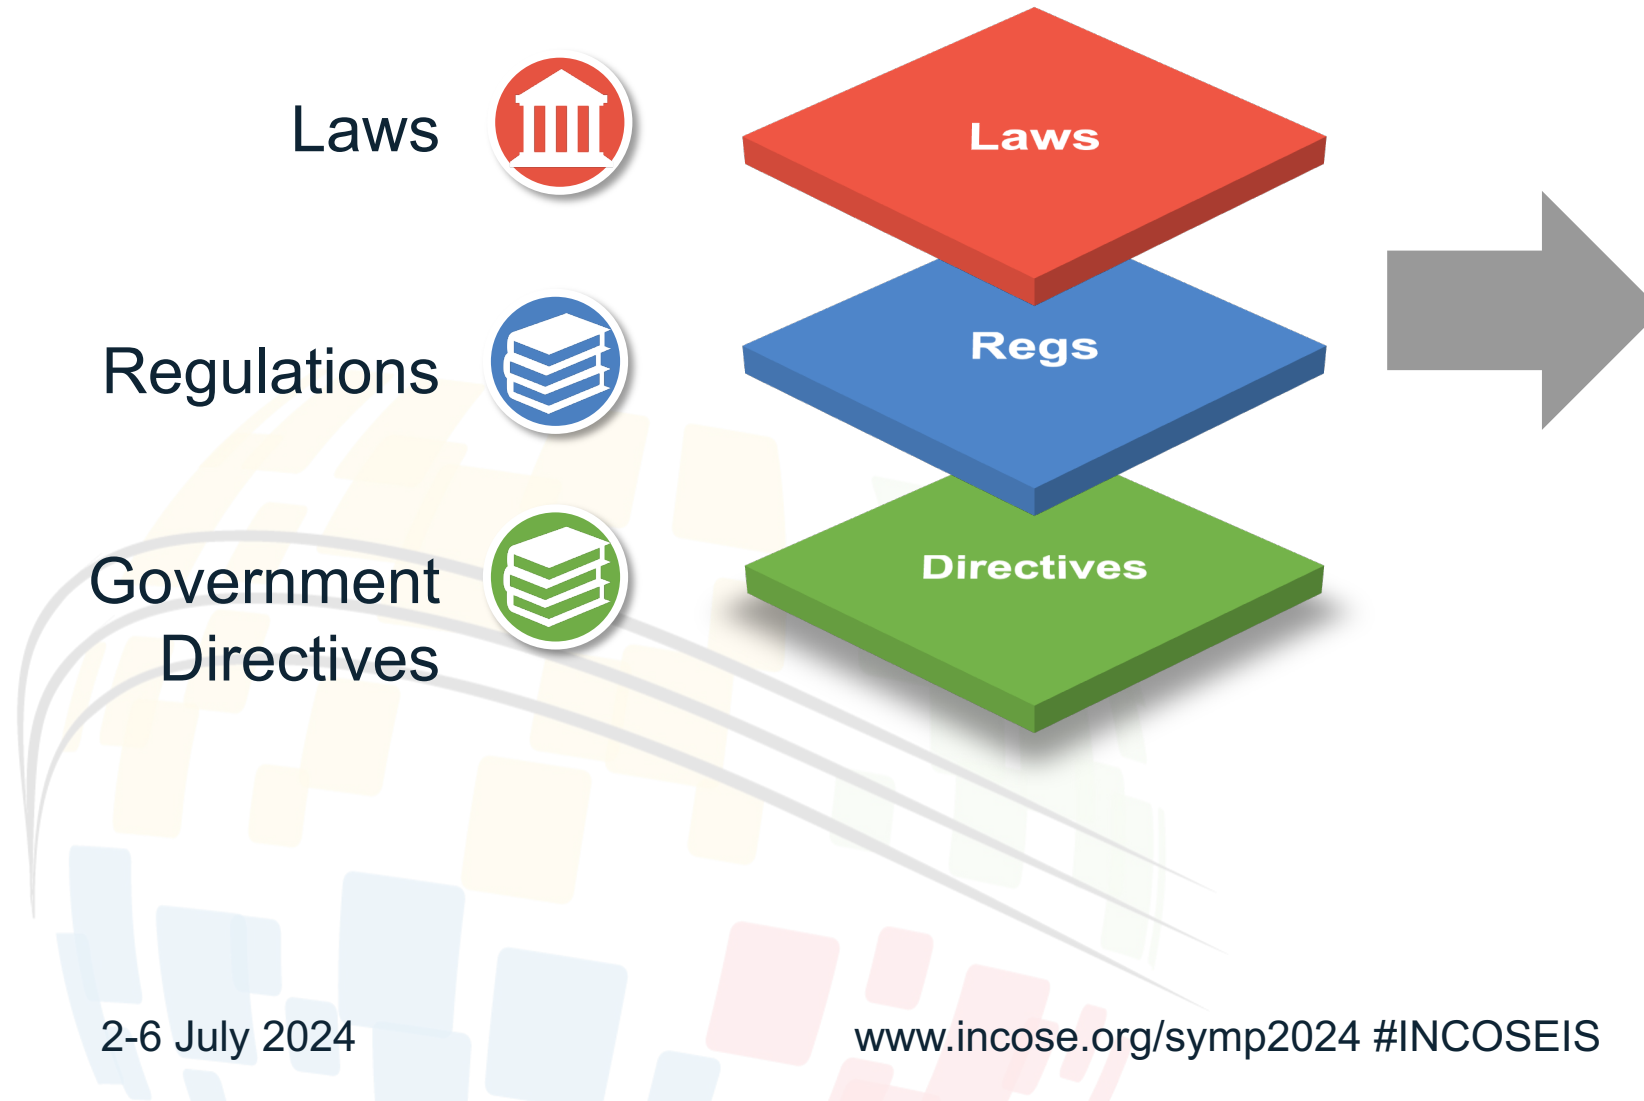 Laws
Laws
Regulations
Regs
Government
Directives
Directives
2-6 July 2024
www.incose.org/symp2024 #INCOSEIS